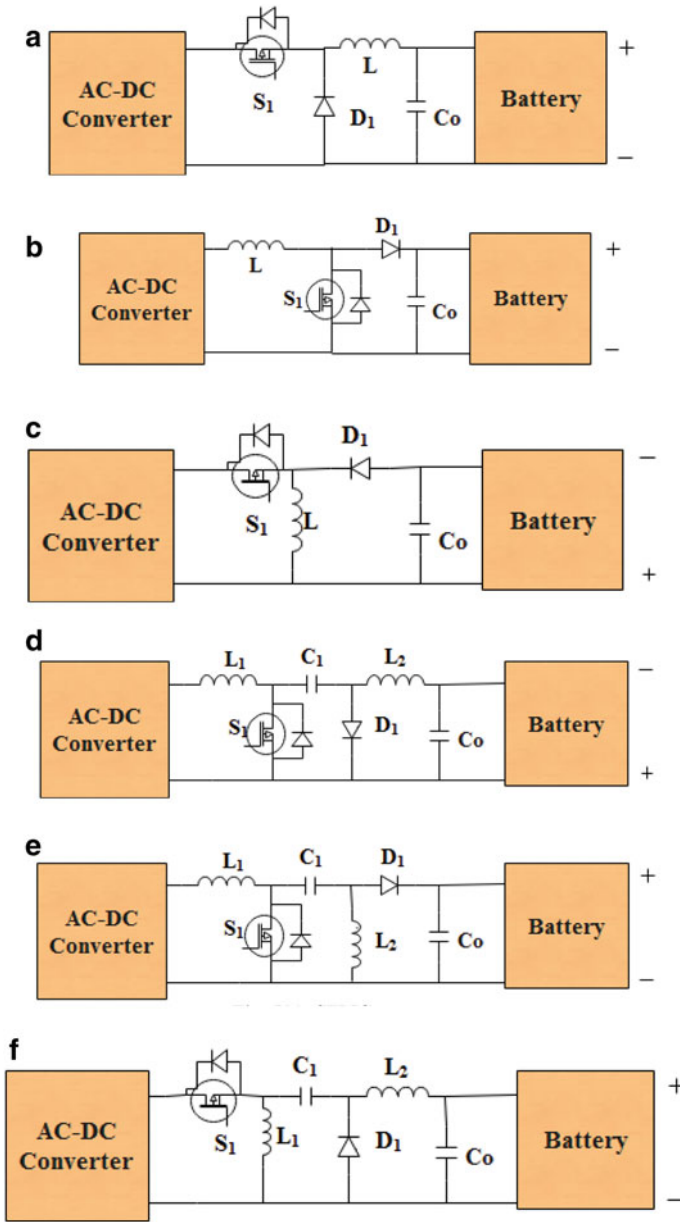 a
AC-DC
Converter
S1
D1
L
Co
Battery
+
−
b
AC-DC
Converter
L
S1
D1
Co
Battery
+
−
c
AC-DC
Converter
S1
L
D1
Co
Battery
−
+
d
AC-DC
Converter
L1
S1
C1
D1
L2
Co
Battery
−
+
e
AC-DC
Converter
L1
S1
C1
L2
D1
Co
Battery
+
−
f
AC-DC
Converter
S1
L1
C1
D1
L2
Co
Battery
+
−